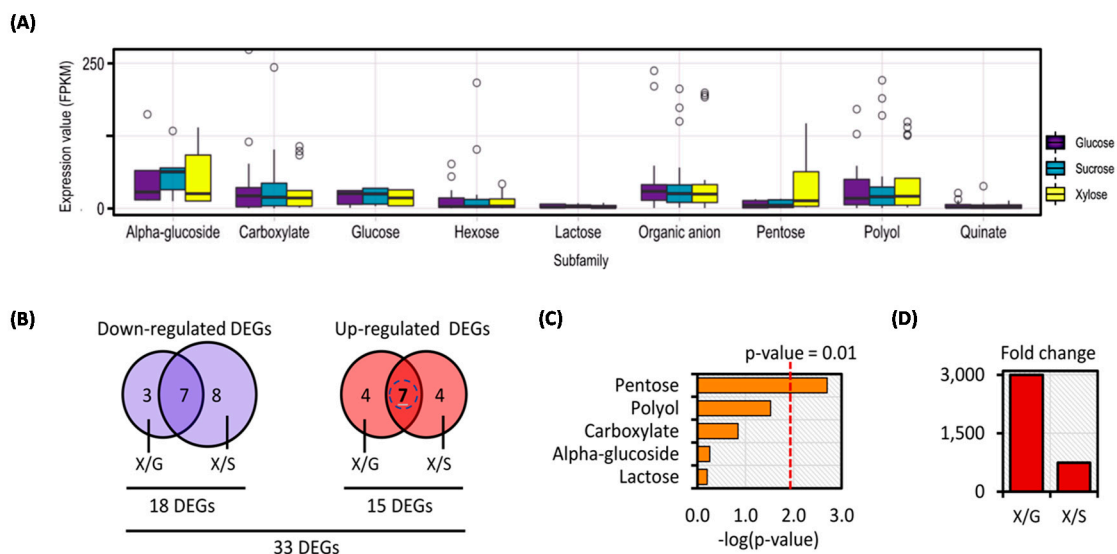 (A)
Expression value (FPKM)
250
0
Alpha-glucoside Carboxylate Glucose Hexose Lactose Organic anion Pentose Polyol Quinate
Subfamily
Glucose
Sucrose
Xylose
(B)
Down-regulated DEGs
3 7 8
X/G X/S
18 DEGs
Up-regulated DEGs
4 7 4
X/G X/S
15 DEGs
33 DEGs
(C)
p-value = 0.01
Pentose
Polyol
Carboxylate
Alpha-glucoside
Lactose
0.0 1.0 2.0 3.0
-log(p-value)
(D)
Fold change
3,000
1,500
0
X/G X/S